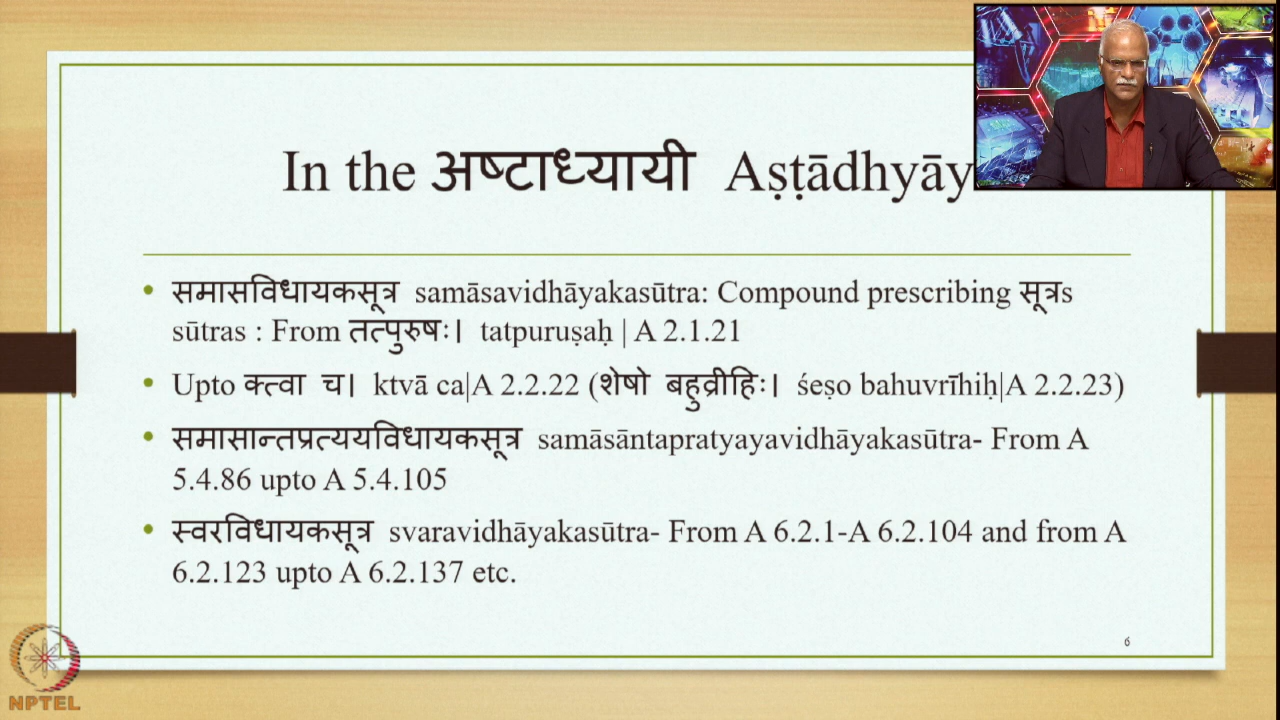 In the अष्टाध्यायी Aṣṭādhyāy
समासविधायकसूत्र samāsavidhāyakasūtra: Compound prescribing सूत्रs
sūtras : From तत्पुरुषः। tatpuruṣaḥ | A 2.1.21
Upto क्त्वा च। ktvā ca|A 2.2.22 (शेषो बहुव्रीहिः। śeṣo bahuvrīhiḥ|A 2.2.23)
समासान्तप्रत्ययविधायकसूत्र samāsāntapratyayavidhāyakasūtra- From A
5.4.86 upto A 5.4.105
स्वरविधायकसूत्र svaravidhāyakasūtra- From A 6.2.1-A 6.2.104 and from A
6.2.123 upto A 6.2.137 etc.
६
NPTEL